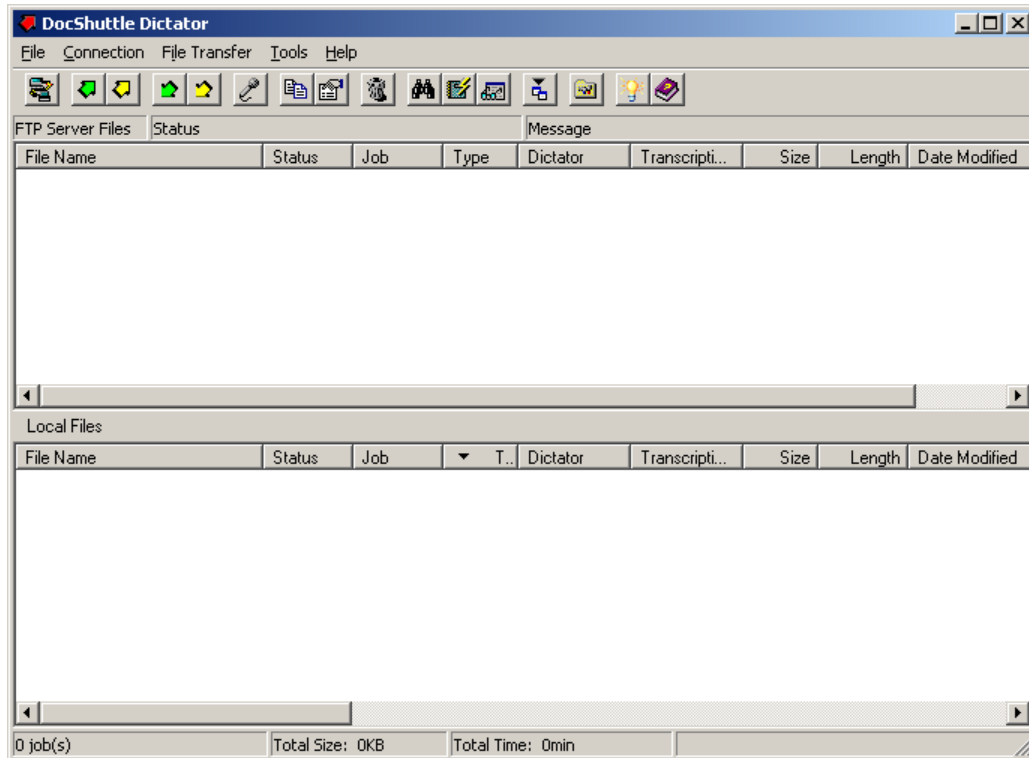 DocShuttle Dictator
File Connection File Transfer Tools Help
FTP Server Files Status Message
File Name Status Job Type Dictator Transcripti... Size Length Date Modified
Local Files
File Name Status Job T.. Dictator Transcripti... Size Length Date Modified
0 job(s) Total Size: 0KB Total Time: 0min